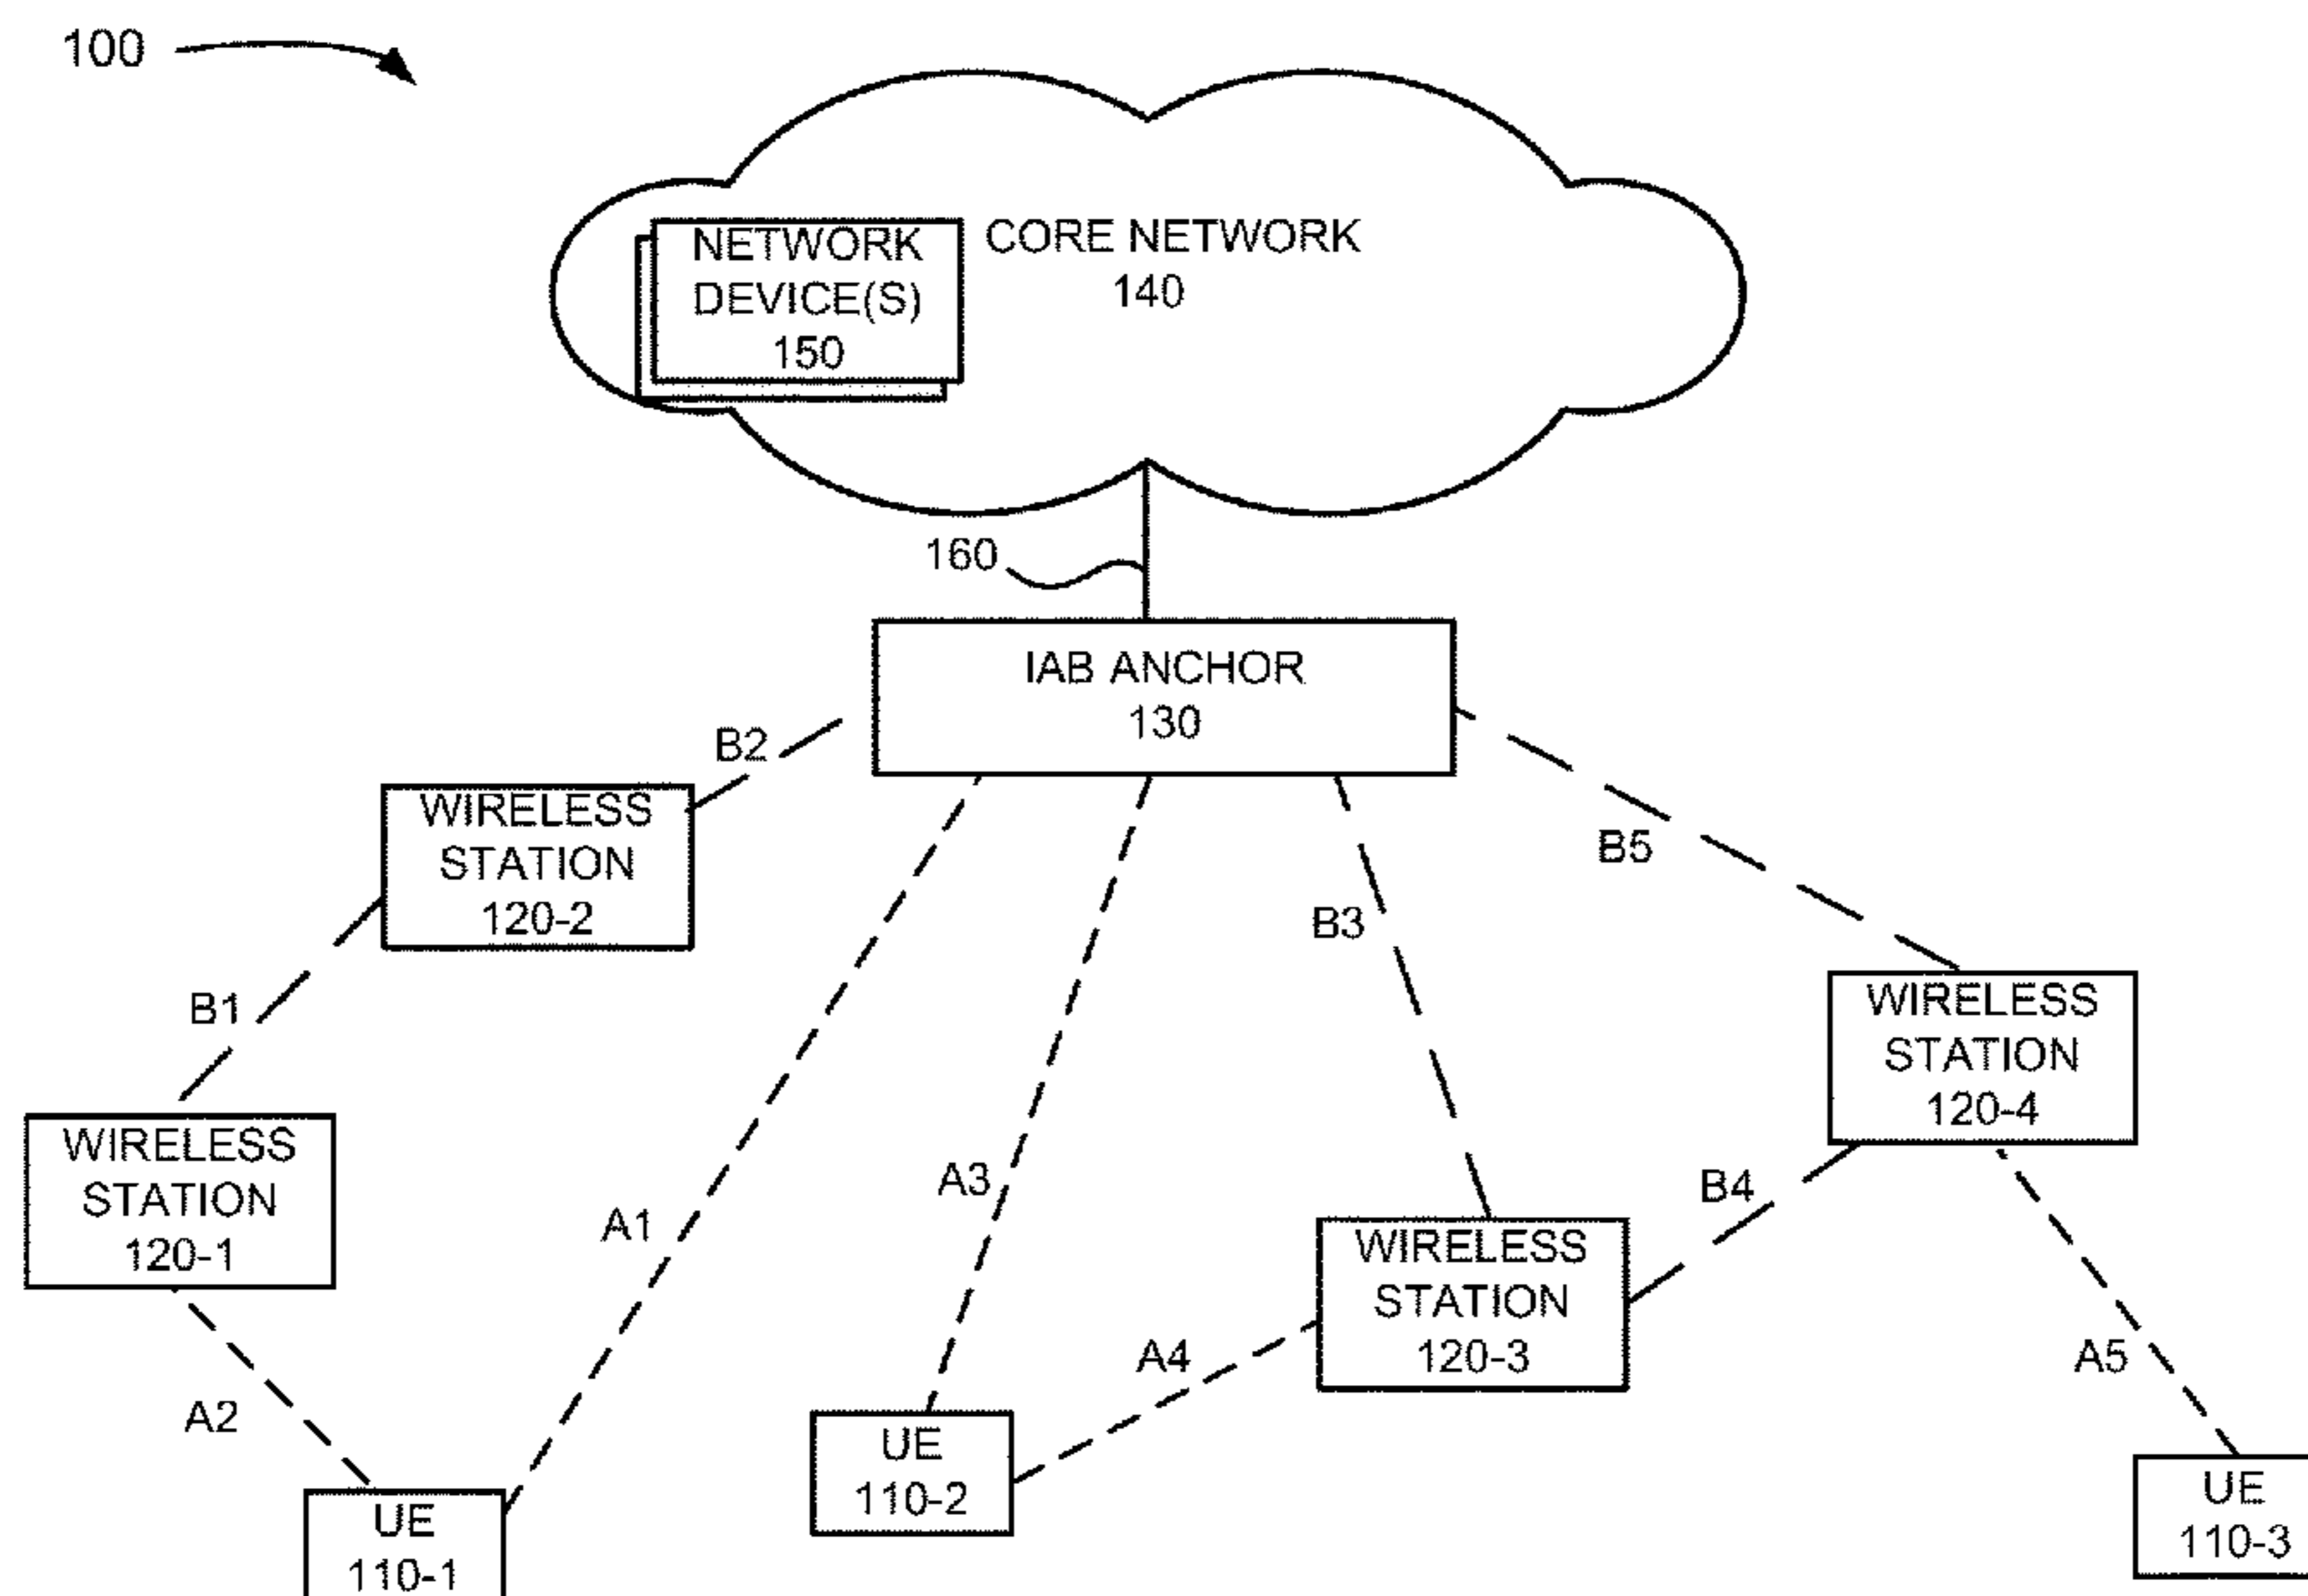 100
NETWORK
DEVICE(S)
150
CORE NETWORK
140
160
IAB ANCHOR
130
B2
WIRELESS
STATION
120-2
B5
B3
B1
WIRELESS
STATION
120-4
WIRELESS
STATION
120-1
A1
A3
B4
WIRELESS
STATION
120-3
A4
A5
A2
UE
110-2
UE
110-1
UE
110-3